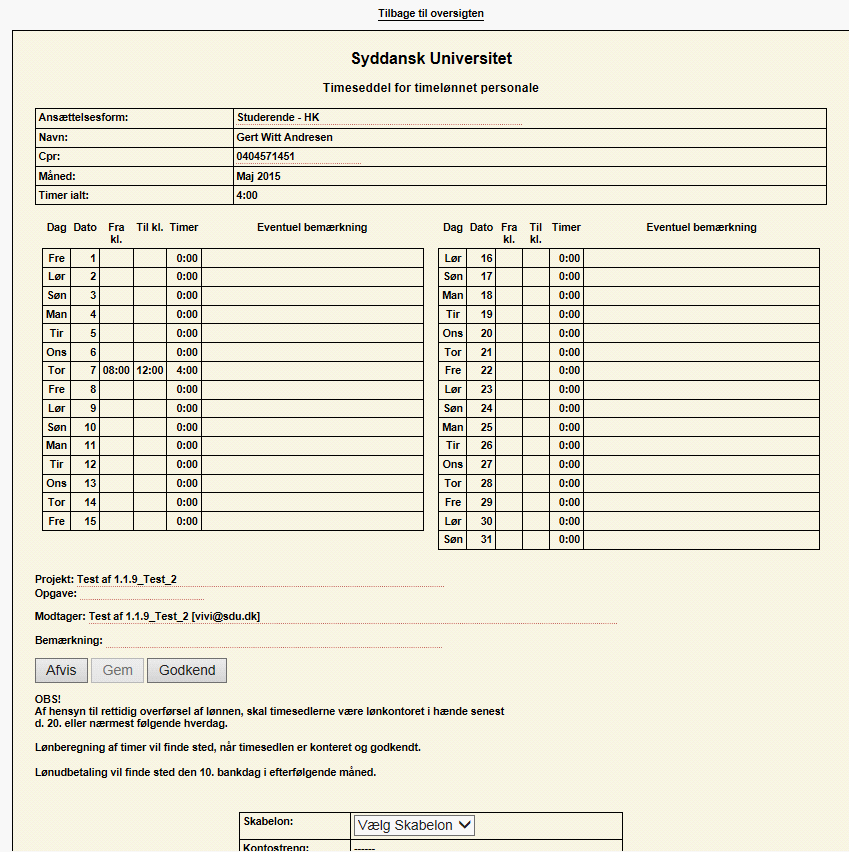 Tilbage til oversigten
Syddansk Universitet
Timeseddel for timelønnet personale
Ansættelsesform: Studerende - HK
Navn: Gert Witt Andresen
Cpr: 0404571451
Måned: Maj 2015
Timer ialt: 4:00
Dag Dato Fra kl. Til kl. Timer Eventuel bemærkning
Fre 1 0:00
Lør 2 0:00
Søn 3 0:00
Man 4 0:00
Tir 5 0:00
Ons 6 0:00
Tor 7 08:00 12:00 4:00
Fre 8 0:00
Lør 9 0:00
Søn 10 0:00
Man 11 0:00
Tir 12 0:00
Ons 13 0:00
Tor 14 0:00
Fre 15 0:00
Dag Dato Fra kl. Til kl. Timer Eventuel bemærkning
Lør 16 0:00
Søn 17 0:00
Man 18 0:00
Tir 19 0:00
Ons 20 0:00
Tor 21 0:00
Fre 22 0:00
Lør 23 0:00
Søn 24 0:00
Man 25 0:00
Tir 26 0:00
Ons 27 0:00
Tor 28 0:00
Fre 29 0:00
Lør 30 0:00
Søn 31 0:00
Projekt: Test af 1.1.9_Test_2
Opgave:
Modtager: Test af 1.1.9_Test_2 [vivi@sdu.dk]
Bemærkning:
Afvis Gem Godkend
OBS!
Af hensyn til rettidig overførsel af lønnen, skal timesedlerne være lønkontoret i hænde senest
d. 20. eller nærmest følgende hverdag.
Lønberegning af timer vil finde sted, når timesedlen er konteret og godkendt.
Lønudbetaling vil finde sted den 10. bankdag i efterfølgende måned.
Skabelon: Vælg Skabelon
Kontostreng: ------